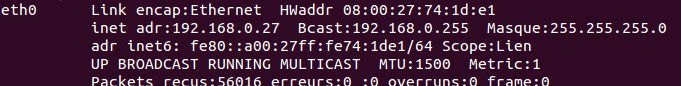 eth0 Link encap:Ethernet HWaddr 08:00:27:74:1d:e1
inet adr:192.168.0.27 Bcast:192.168.0.255 Masque:255.255.255.0
adr inet6: fe80::a00:27ff:fe74:1de1/64 Scope:Lien
UP BROADCAST RUNNING MULTICAST MTU:1500 Metric:1
Packets reçus:56016 erreurs:0 :0 overruns:0 frame:0